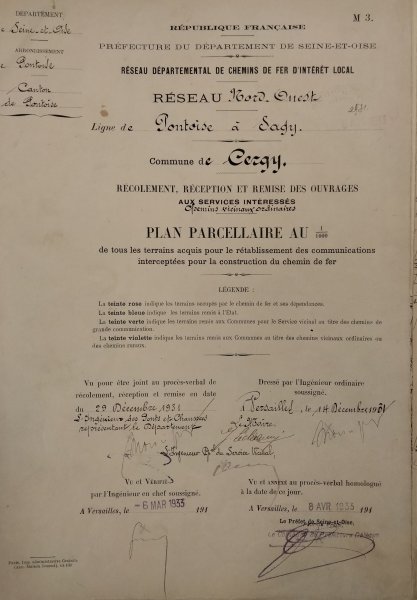 DÉPARTEMENT
de Seine-et-Oise
ARRONDISSEMENT
de Pontoise
Canton
de Pontoise
M 3.
RÉPUBLIQUE FRANÇAISE
PRÉFECTURE DU DÉPARTEMENT DE SEINE-ET-OISE
RÉSEAU DÉPARTEMENTAL DE CHEMINS DE FER D'INTÉRÊT LOCAL
RÉSEAU Nord-Ouest
Ligne de Pontoise à Sagy.
Commune de Cergy.
RÉCOLEMENT, RÉCEPTION ET REMISE DES OUVRAGES
AUX SERVICES INTÉRESSÉS
Chemins vicinaux ordinaires
PLAN PARCELLAIRE AU 1/1000
de tous les terrains acquis pour le rétablissement des communications
interceptées pour la construction du chemin de fer
LÉGENDE :
La teinte rose indique les terrains occupés par le chemin de fer et ses dépendances.
La teinte bleue indique les terrains remis à l'État.
La teinte verte indique les terrains remis aux Communes pour le Service vicinal au titre des chemins de
grande communication.
La teinte violette indique les terrains remis aux Communes au titre des chemins vicinaux ordinaires ou
des chemins ruraux.
Vu pour être joint au procès-verbal
de récolement, réception et remise en date
du 29 Décembre 1931
L'Ingénieur des Ponts et Chaussées
représentant le Département
Dressé par l'Ingénieur ordinaire
soussigné.
A Versailles, le 14 Décembre 1931
Le Maire
L'Ingénieur du Service Vicinal
Vu et Vérifié
par l'Ingénieur en chef soussigné.
A Versailles, le - 6 MAR 1933 191
Vu et annexé au procès-verbal homologué
à la date de ce jour.
A Versailles, le 8 AVR 1933 191
Le Préfet de Seine-et-Oise,
Le Conseiller de Préfecture Délégué